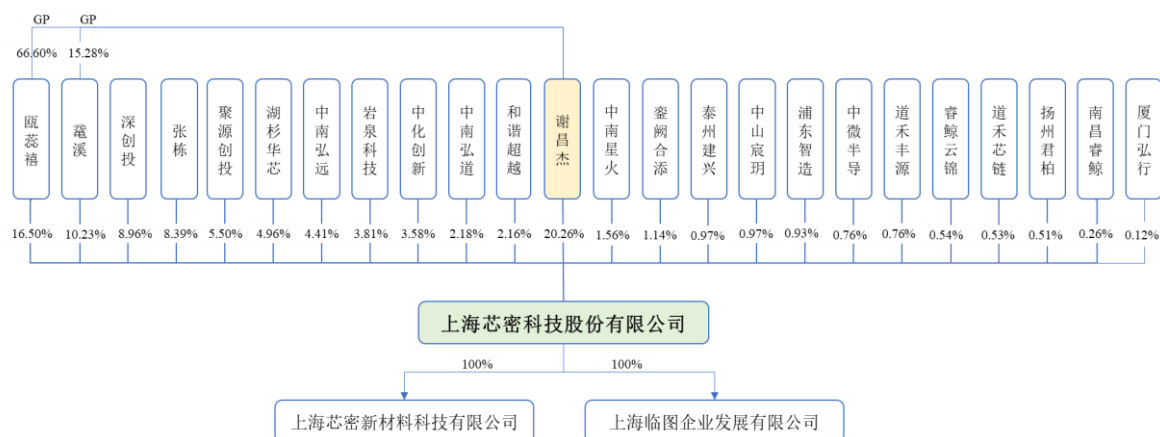 GP
GP
66.60%
15.28%
瓯蕊禧
鼋溪
深创投
张栋
聚源创投
湖杉华芯
中南弘远
岩泉科技
中化创新
中南弘道
和谐超越
谢昌杰
中南星火
銮阙合添
泰州建兴
中山宸玥
浦东智造
中微半导
道禾丰源
睿鲸云锦
道禾芯链
扬州君柏
南昌睿鲸
厦门弘行
16.50%
10.23%
8.96%
8.39%
5.50%
4.96%
4.41%
3.81%
3.58%
2.18%
2.16%
20.26%
1.56%
1.14%
0.97%
0.97%
0.93%
0.76%
0.76%
0.54%
0.53%
0.51%
0.26%
0.12%
上海芯密科技股份有限公司
100%
100%
上海芯密新材料科技有限公司
上海临图企业发展有限公司